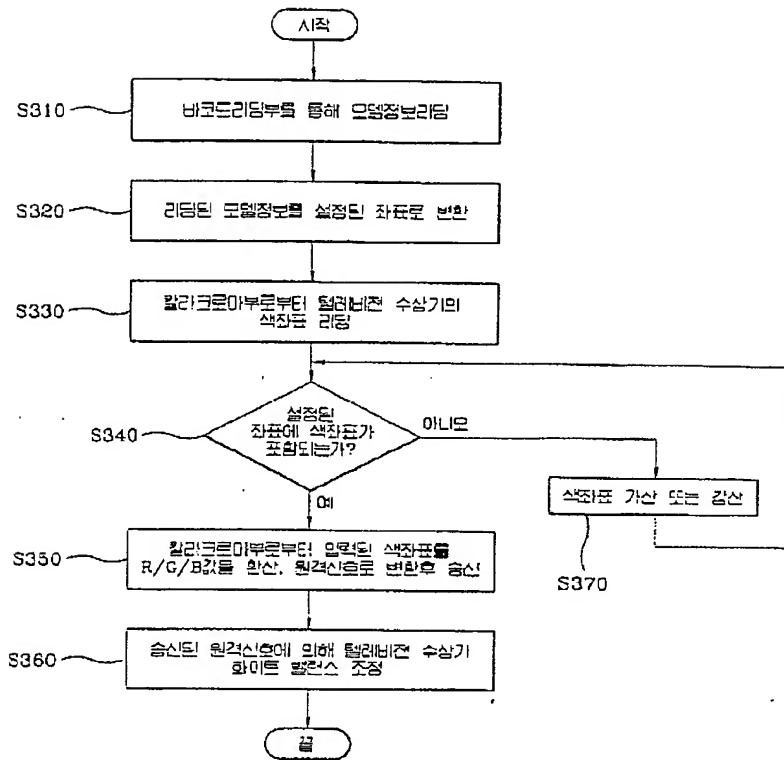 시작
S310
바코드리딩부를 통해 모델정보리딩
S320
리딩된 모델정보를 설정된 좌표로 변환
S330
칼라크로마부로부터 텔레비젼 수상기의
색좌표 리딩
S340
설정된
좌표에 색좌표가
포함되는가?
아니오
예
색좌표 가산 또는 감산
S370
S350
칼라크로마부로부터 입력된 색좌표를
R/G/B값을 환산, 원격신호로 변환후 송신
S360
송신된 원격신호에 의해 텔레비젼 수상기
화이트 밸런스 조정
끝